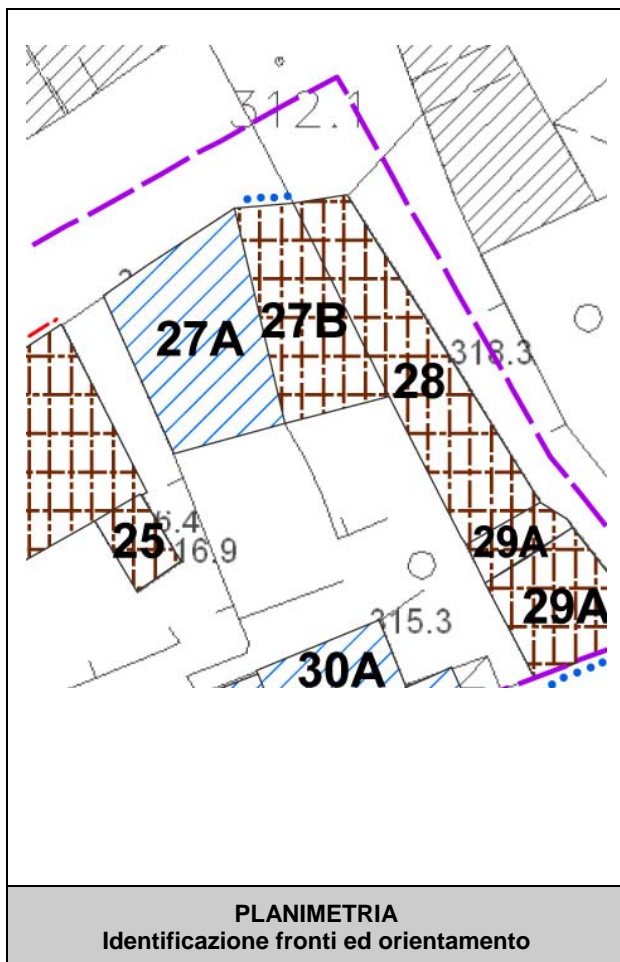 312.1
27A
27B
28
318.3
25
16.9
29A
29A
315.3
30A
PLANIMETRIA
Identificazione fronti ed orientamento